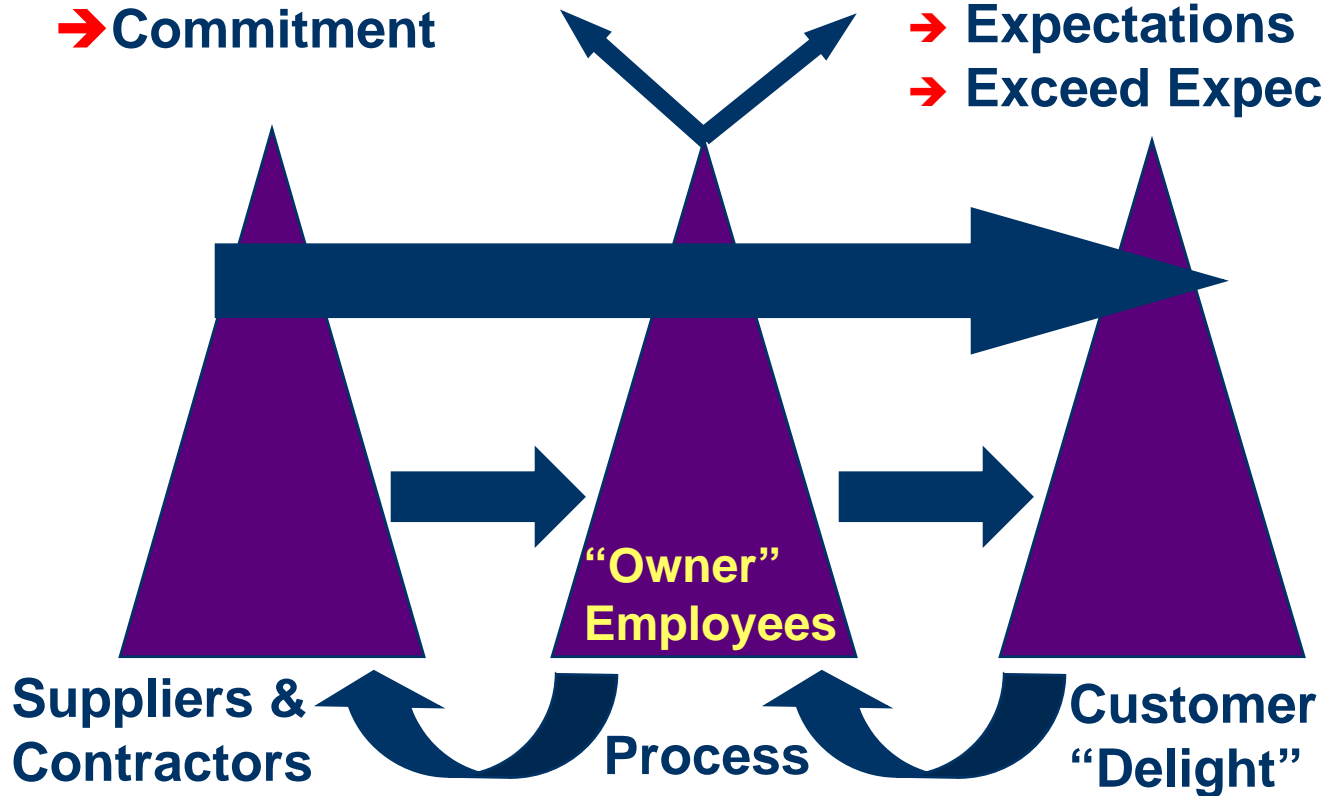 ➔Commitment
➔ Expectations
➔ Exceed Expec
“Owner”
Employees
Suppliers &
Contractors
Process
Customer
“Delight”